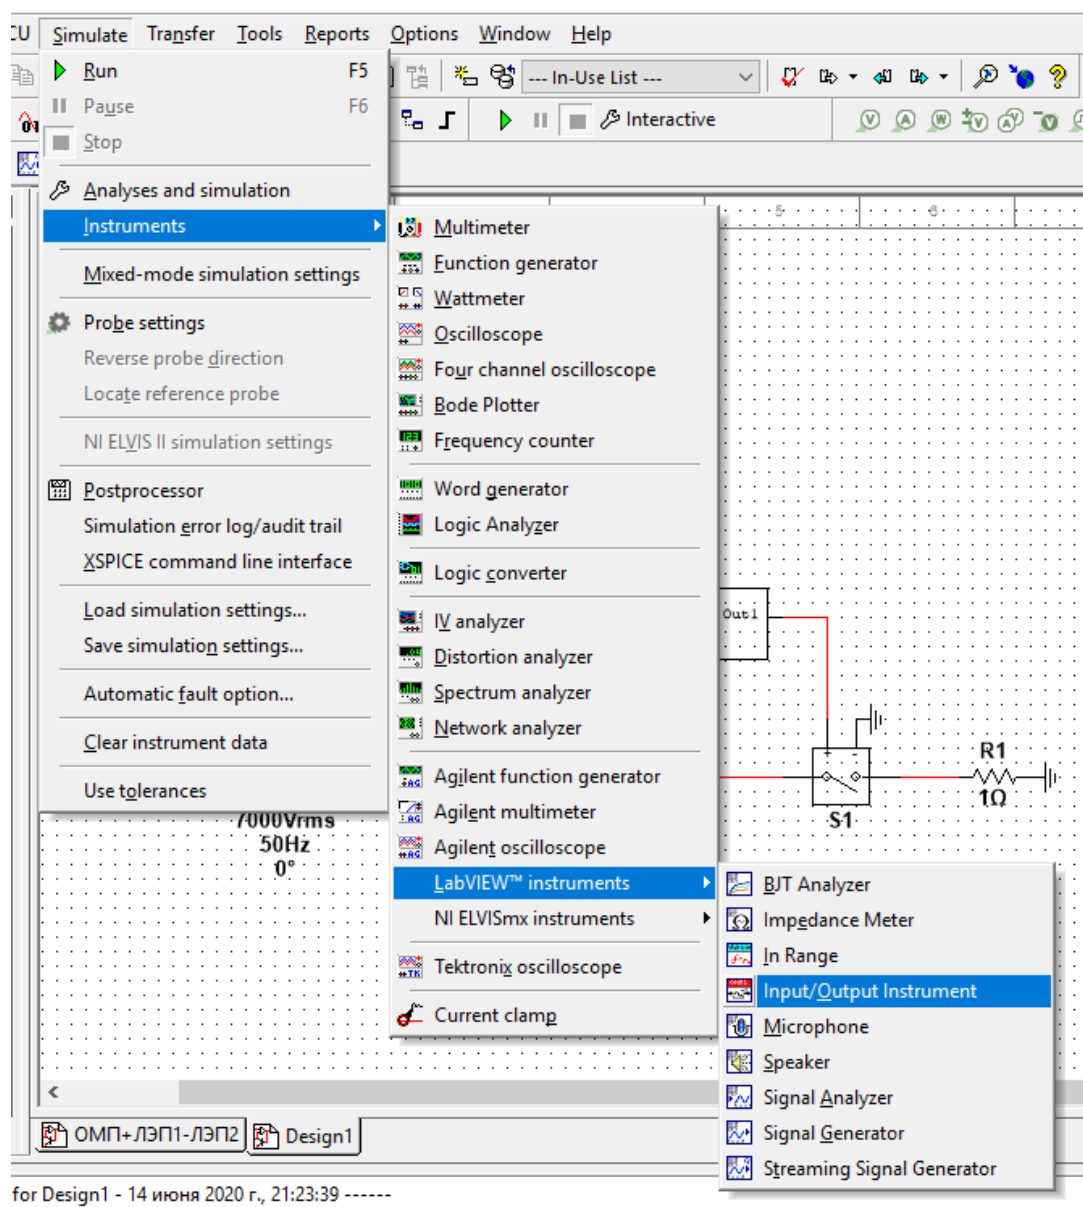 CU Simulate Transfer Tools Reports Options Window Help
Run F5
Pause F6
Stop
--- In-Use List ---
Interactive
Analyses and simulation
Instruments
Mixed-mode simulation settings
Probe settings
Reverse probe direction
Locate reference probe
NI ELVIS II simulation settings
Postprocessor
Simulation error log/audit trail
XSPICE command line interface
Load simulation settings...
Save simulation settings...
Automatic fault option...
Clear instrument data
Use tolerances
Multimeter
Function generator
Wattmeter
Oscilloscope
Four channel oscilloscope
Bode Plotter
Frequency counter
Word generator
Logic Analyzer
Logic converter
IV analyzer
Distortion analyzer
Spectrum analyzer
Network analyzer
Agilent function generator
Agilent multimeter
Agilent oscilloscope
LabVIEW™ instruments
NI ELVISmx instruments
Tektronix oscilloscope
Current clamp
BJT Analyzer
Impedance Meter
In Range
Input/Output Instrument
Microphone
Speaker
Signal Analyzer
Signal Generator
Streaming Signal Generator
5 6
Out1
R1
1Ω
S1
7000Vrms
50Hz
0°
ОМП+ЛЭП1-ЛЭП2 Design1
for Design1 - 14 июня 2020 г., 21:23:39 ------